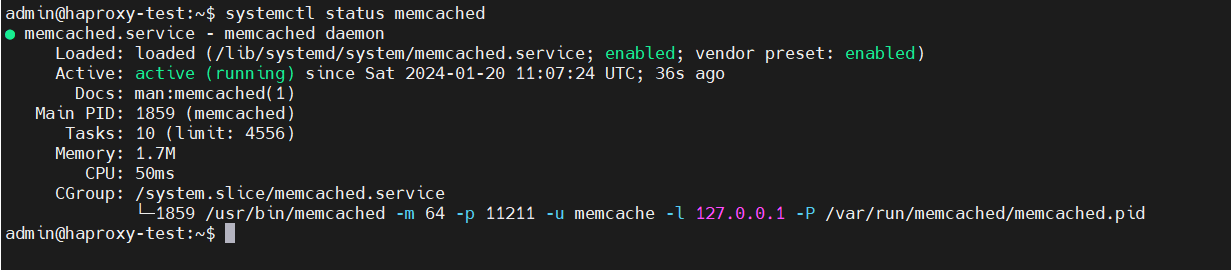 admin@haproxy-test:~$ systemctl status memcached
● memcached.service - memcached daemon
Loaded: loaded (/lib/systemd/system/memcached.service; enabled; vendor preset: enabled)
Active: active (running) since Sat 2024-01-20 11:07:24 UTC; 36s ago
Docs: man:memcached(1)
Main PID: 1859 (memcached)
Tasks: 10 (limit: 4556)
Memory: 1.7M
CPU: 50ms
CGroup: /system.slice/memcached.service
└─1859 /usr/bin/memcached -m 64 -p 11211 -u memcache -l 127.0.0.1 -P /var/run/memcached/memcached.pid
admin@haproxy-test:~$